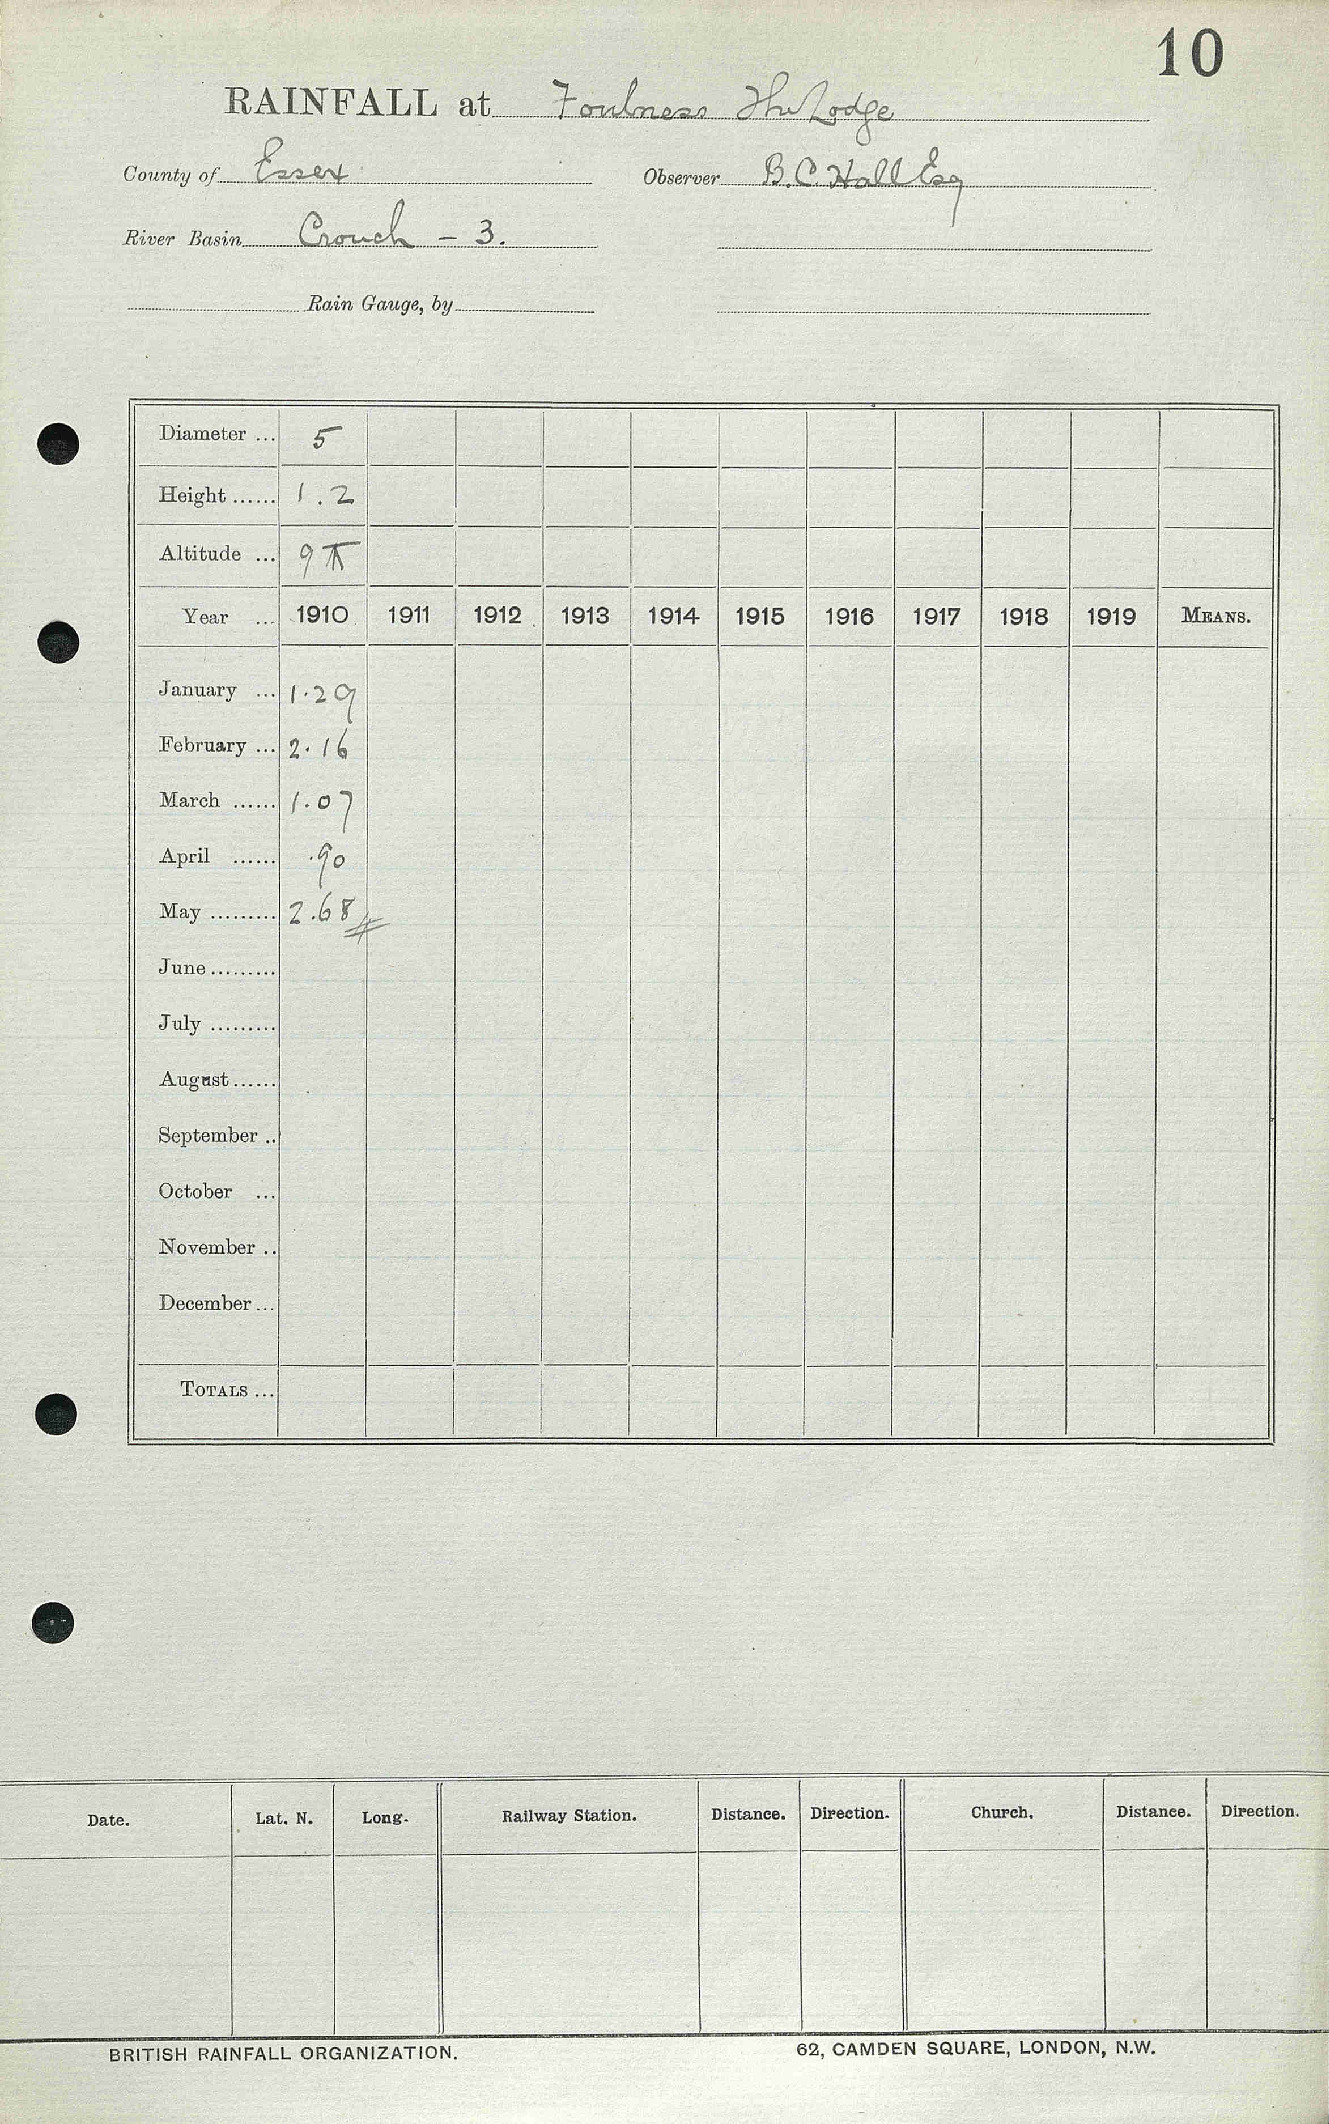 10
RAINFALL at Foulness The Lodge
County of Essex Observer B.C. Hall Esq
River Basin Crouch - 3.
Rain Gauge, by
Diameter ... 5
Height ...... 1.2
Altitude ... 9
Year ... 1910 1911 1912 1913 1914 1915 1916 1917 1918 1919 MEANS.
January ... 1.29
February ... 2.16
March ...... 1.07
April ...... .90
May ......... 2.68
June.........
July .........
August......
September ..
October ...
November ..
December...
TOTALS ...
Date. Lat. N. Long. Railway Station. Distance. Direction. Church. Distance. Direction.
BRITISH RAINFALL ORGANIZATION. 62, CAMDEN SQUARE, LONDON, N.W.